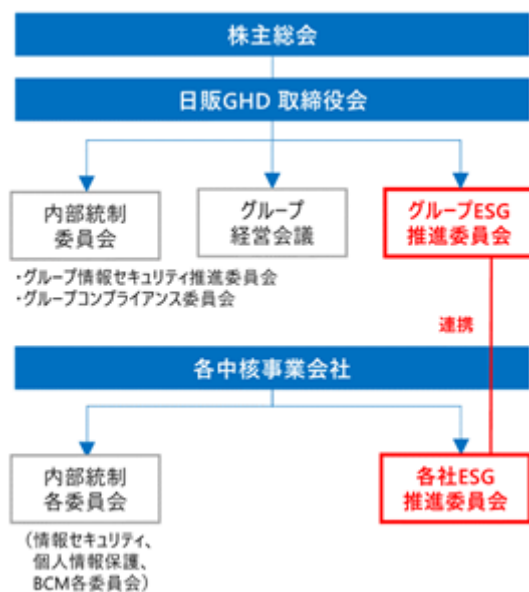 株主総会
日販GHD 取締役会
内部統制
委員会
グループ
経営会議
グループESG
推進委員会
・グループ情報セキュリティ推進委員会
・グループコンプライアンス委員会
連携
各中核事業会社
内部統制
各委員会
各社ESG
推進委員会
（情報セキュリティ、
個人情報保護、
BCM各委員会）